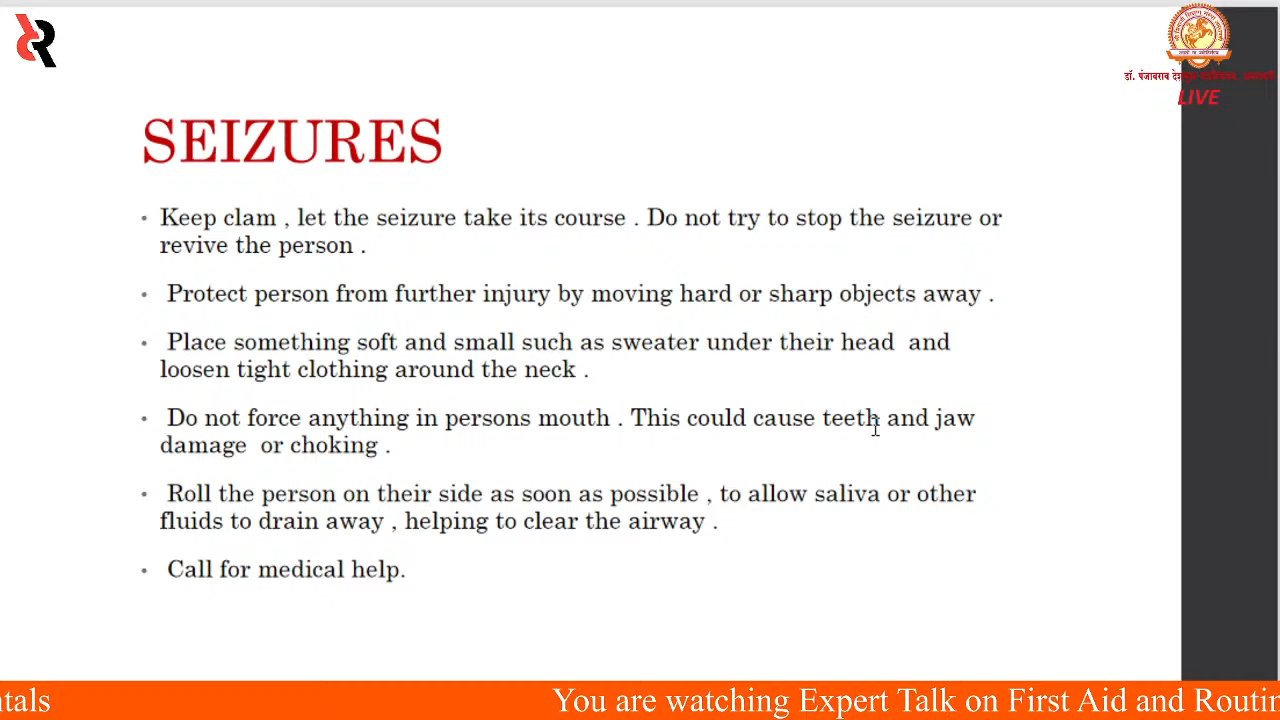 डॉ. पंजाबराव
LIVE
SEIZURES
• Keep clam , let the seizure take its course . Do not try to stop the seizure or
revive the person .
• Protect person from further injury by moving hard or sharp objects away .
• Place something soft and small such as sweater under their head and
loosen tight clothing around the neck .
• Do not force anything in persons mouth . This could cause teeth and jaw
damage or choking .
• Roll the person on their side as soon as possible , to allow saliva or other
fluids to drain away , helping to clear the airway .
• Call for medical help.
ntals You are watching Expert Talk on First Aid and Routin